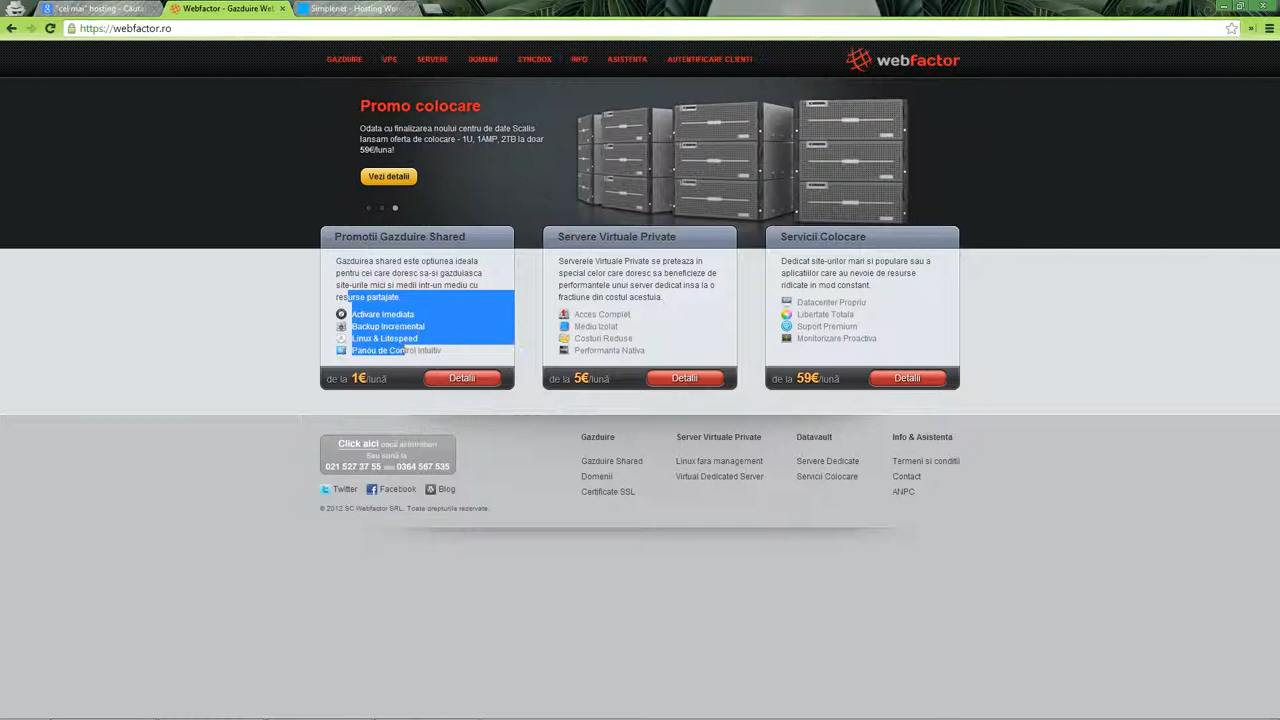 "cel mai" hosting - Cauta
Webfactor - Gazduire Web
Simplenet - Hosting Wor
https://webfactor.ro
GAZDUIRE VPS SERVERE DOMENII SYNCBOX INFO ASISTENTA AUTENTIFICARE CLIENTI
webfactor
Promo colocare
Odata cu finalizarea noului centru de date Scalis
lansam oferta de colocare - 1U, 1AMP, 2TB la doar
59€/luna!
Vezi detalii
Promotii Gazduire Shared
Gazduirea shared este optiunea ideala
pentru cei care doresc sa-si gazduiasca
site-urile mici si medii intr-un mediu cu
resurse partajate.
Activare Imediata
Backup Incremental
Linux & Litespeed
Panou de Control Intuitiv
de la 1€/lună
Detalii
Servere Virtuale Private
Serverele Virtuale Private se preteaza in
special celor care doresc sa beneficieze de
performantele unui server dedicat insa la o
fractiune din costul acestuia.
Acces Complet
Mediu Izolat
Costuri Reduse
Performanta Nativa
de la 5€/lună
Detalii
Servicii Colocare
Dedicat site-urilor mari si populare sau a
aplicatiilor care au nevoie de resurse
ridicate in mod constant.
Datacenter Propriu
Libertate Totala
Suport Premium
Monitorizare Proactiva
de la 59€/lună
Detalii
Click aici
Sau sună la
021 527 37 55 sau 0364 567 535
Twitter Facebook Blog
© 2012 SC Webfactor SRL. Toate drepturile rezervate.
Gazduire
Gazduire Shared
Domenii
Certificate SSL
Server Virtuale Private
Linux fara management
Virtual Dedicated Server
Datavault
Servere Dedicate
Servicii Colocare
Info & Asistenta
Termeni si conditii
Contact
ANPC